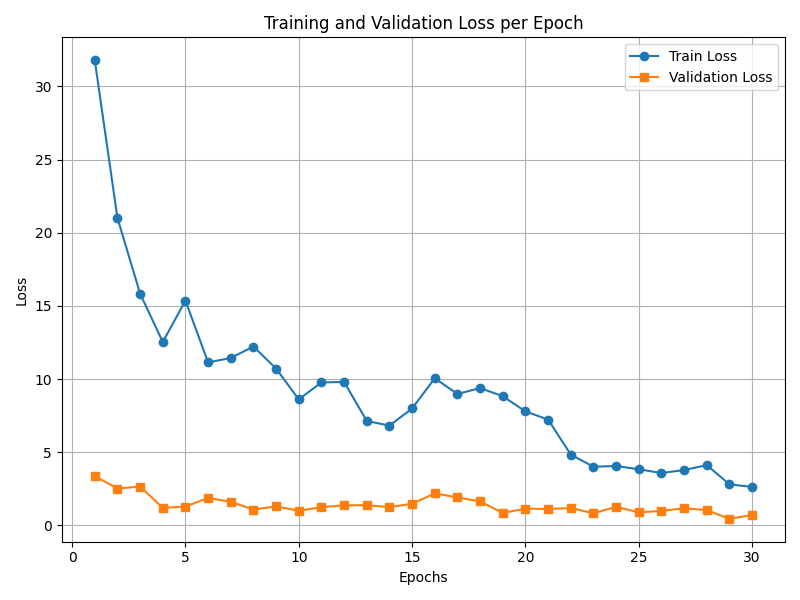 Training and Validation Loss per Epoch
Train Loss
Validation Loss
30
25
20
15
10
5
0
Loss
0 5 10 15 20 25 30
Epochs